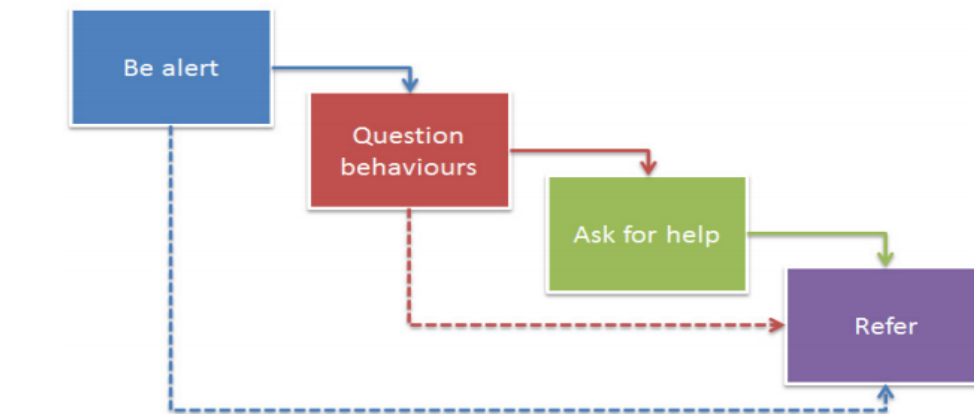 Be alert
Question
behaviours
Ask for help
Refer